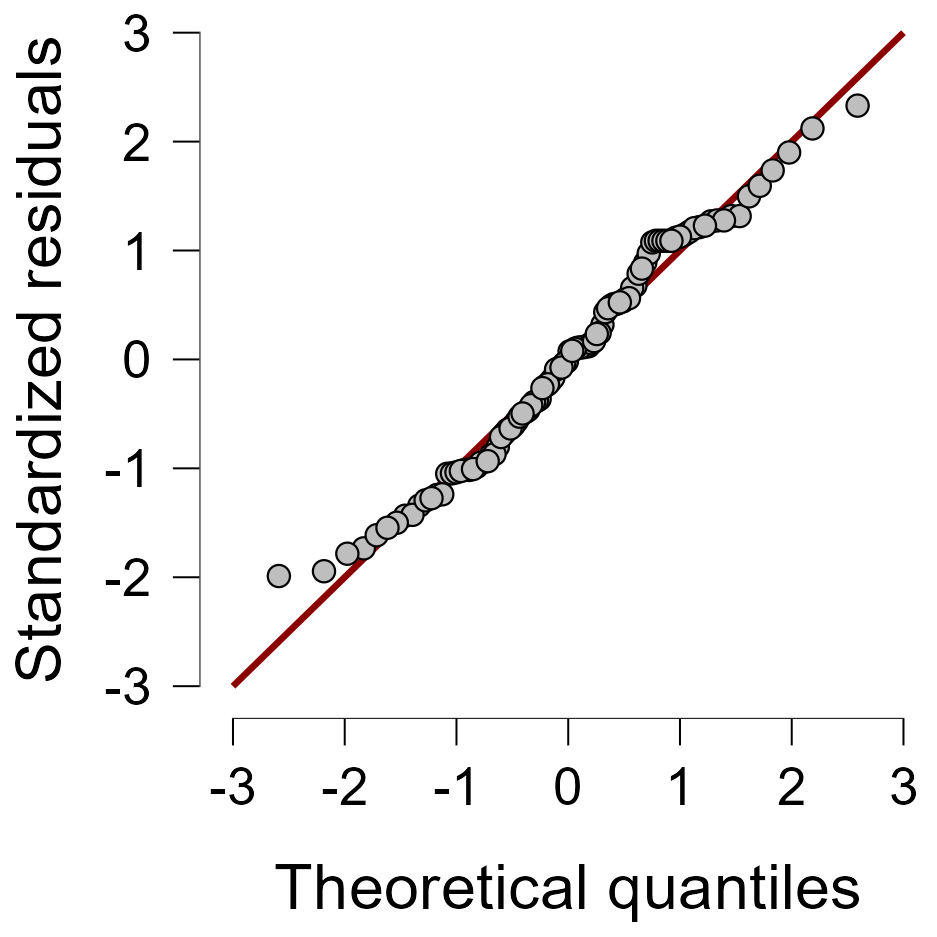 Standardized residuals
3
2
1
0
-1
-2
-3
-3 -2 -1 0 1 2 3
Theoretical quantiles